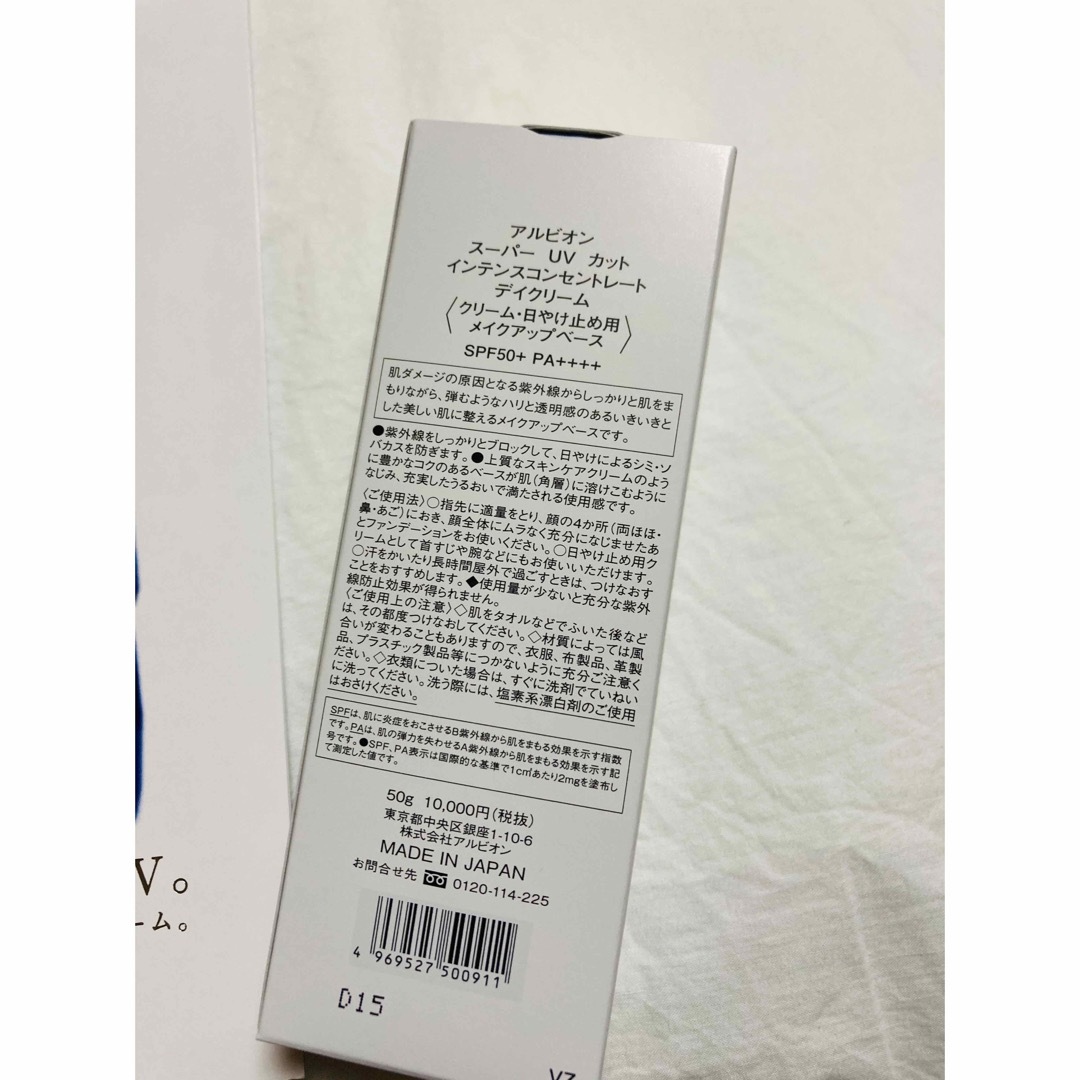 アルビオン
スーパー UV カット
インテンスコンセントレート
デイクリーム
〈クリーム・日やけ止め用
メイクアップベース〉
SPF50+ PA++++
肌ダメージの原因となる紫外線からしっかりと肌をま
もりながら、弾むようなハリと透明感のあるいきいきと
した美しい肌に整えるメイクアップベースです。
●紫外線をしっかりとブロックして、日やけによるシミ・ソ
バカスを防ぎます。●上質なスキンケアクリームのよう
に豊かなコクのあるベースが肌(角層)に溶けこむように
なじみ、充実したうるおいで満たされる使用感です。
〈ご使用法〉○指先に適量をとり、顔の4か所(両ほほ・
鼻・あご)におき、顔全体にムラなく充分になじませたあ
とファンデーションをお使いください。○日やけ止め用ク
リームとして首すじや腕などにもお使いいただけます。
○汗をかいたり長時間屋外で過ごすときは、つけなおす
ことをおすすめします。◆使用量が少ないと充分な紫外
線防止効果が得られません。
〈ご使用上の注意〉◇肌をタオルなどでふいた後など
は、その都度つけなおしてください。◇材質によっては風
合いが変わることもありますので、衣服、布製品、革製
品、プラスチック製品等につかないように充分ご注意く
ださい。◇衣類についた場合は、すぐに洗剤でていねい
に洗ってください。洗う際には、塩素系漂白剤のご使用
はおさけください。
SPFは、肌に炎症をおこさせるB紫外線から肌をまもる効果を示す指数
です。PAは、肌の弾力を失わせるA紫外線から肌をまもる効果を示す記
号です。●SPF、PA表示は国際的な基準で1c㎡あたり2mgを塗布し
て測定した値です。
50g 10,000円(税抜)
東京都中央区銀座1-10-6
株式会社アルビオン
MADE IN JAPAN
お問合せ先 0120-114-225
4 969527 500911
D15
V.
ーム。